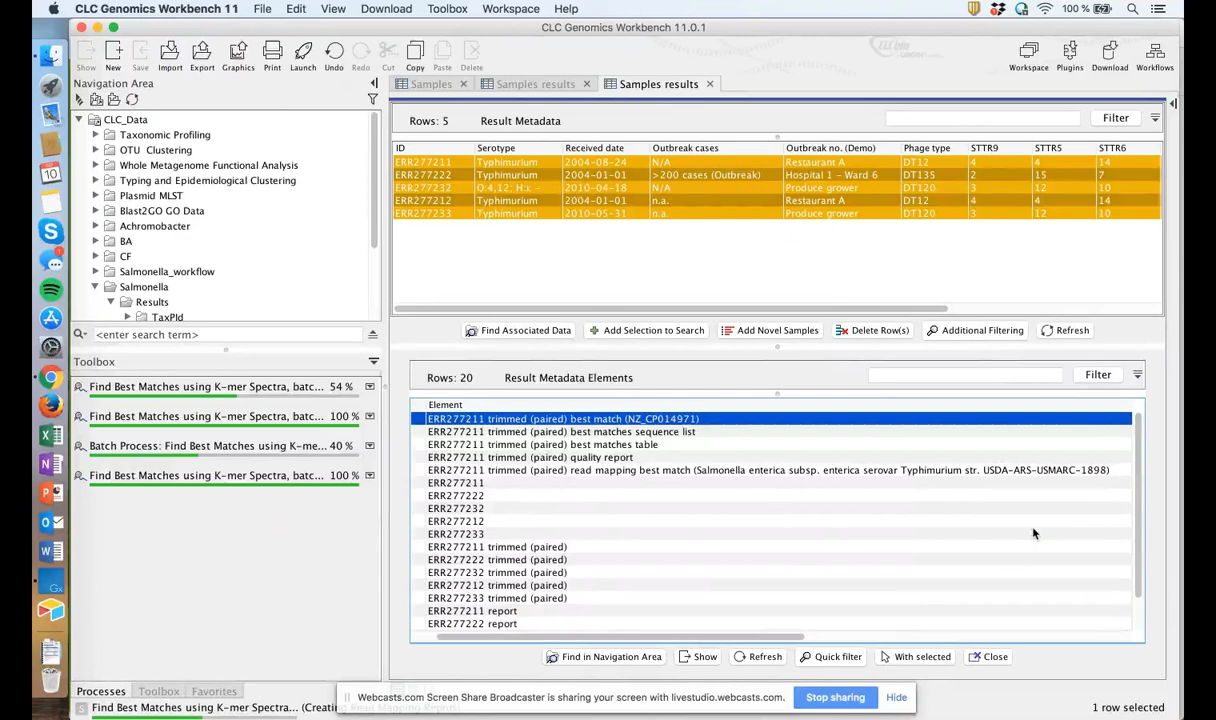 CLC Genomics Workbench 11 File Edit View Download Toolbox Workspace Help 100 %
CLC Genomics Workbench 11.0.1
Show New Save Import Export Graphics Print Launch Undo Redo Cut Copy Paste Delete Workspace Plugins Download Workflows
Navigation Area
Samples Samples results Samples results
CLC_Data
Taxonomic Profiling
OTU Clustering
Whole Metagenome Functional Analysis
Typing and Epidemiological Clustering
Plasmid MLST
Blast2GO GO Data
Achromobacter
BA
CF
Salmonella_workflow
Salmonella
Results
TaxPId
<enter search term>
Toolbox
Find Best Matches using K-mer Spectra, batc... 54 %
Find Best Matches using K-mer Spectra, batc... 100 %
Batch Process: Find Best Matches using K-me... 40 %
Find Best Matches using K-mer Spectra, batc... 100 %
Processes Toolbox Favorites
Find Best Matches using K-mer Spectra... (Creating Read Mapping Repros
Rows: 5 Result Metadata Filter
ID Serotype Received date Outbreak cases Outbreak no. (Demo) Phage type STTR9 STTR5 STTR6
ERR277211 Typhimurium 2004-08-24 N/A Restaurant A DT12 4 4 14
ERR277222 Typhimurium 2004-01-01 >200 cases (Outbreak) Hospital 1 - Ward 6 DT135 2 15 7
ERR277232 O:4,12; H:i: - 2010-04-18 N/A Produce grower DT120 3 12 10
ERR277212 Typhimurium 2004-01-01 n.a. Restaurant A DT12 4 4 14
ERR277233 Typhimurium 2010-05-31 n.a. Produce grower DT120 3 12 10
Find Associated Data Add Selection to Search Add Novel Samples Delete Row(s) Additional Filtering Refresh
Rows: 20 Result Metadata Elements Filter
Element
ERR277211 trimmed (paired) best match (NZ_CP014971)
ERR277211 trimmed (paired) best matches sequence list
ERR277211 trimmed (paired) best matches table
ERR277211 trimmed (paired) quality report
ERR277211 trimmed (paired) read mapping best match (Salmonella enterica subsp. enterica serovar Typhimurium str. USDA-ARS-USMARC-1898)
ERR277211
ERR277222
ERR277232
ERR277212
ERR277233
ERR277211 trimmed (paired)
ERR277222 trimmed (paired)
ERR277232 trimmed (paired)
ERR277212 trimmed (paired)
ERR277233 trimmed (paired)
ERR277211 report
ERR277222 report
Find in Navigation Area Show Refresh Quick filter With selected Close
Webcasts.com Screen Share Broadcaster is sharing your screen with livestudio.webcasts.com. Stop sharing Hide
1 row selected